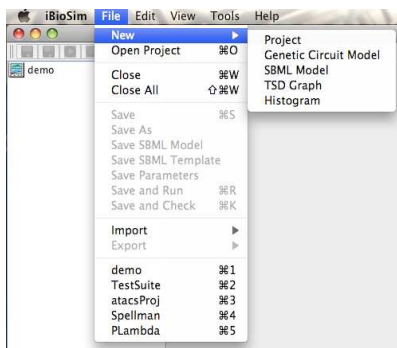 iBioSim File Edit View Tools Help
New
Open Project ⌘O
Close ⌘W
Close All ⇧⌘W
Save ⌘S
Save As
Save SBML Model
Save SBML Template
Save Parameters
Save and Run ⌘R
Save and Check ⌘K
Import
Export
demo ⌘1
TestSuite ⌘2
atacsProj ⌘3
Spellman ⌘4
PLambda ⌘5
Project
Genetic Circuit Model
SBML Model
TSD Graph
Histogram
demo